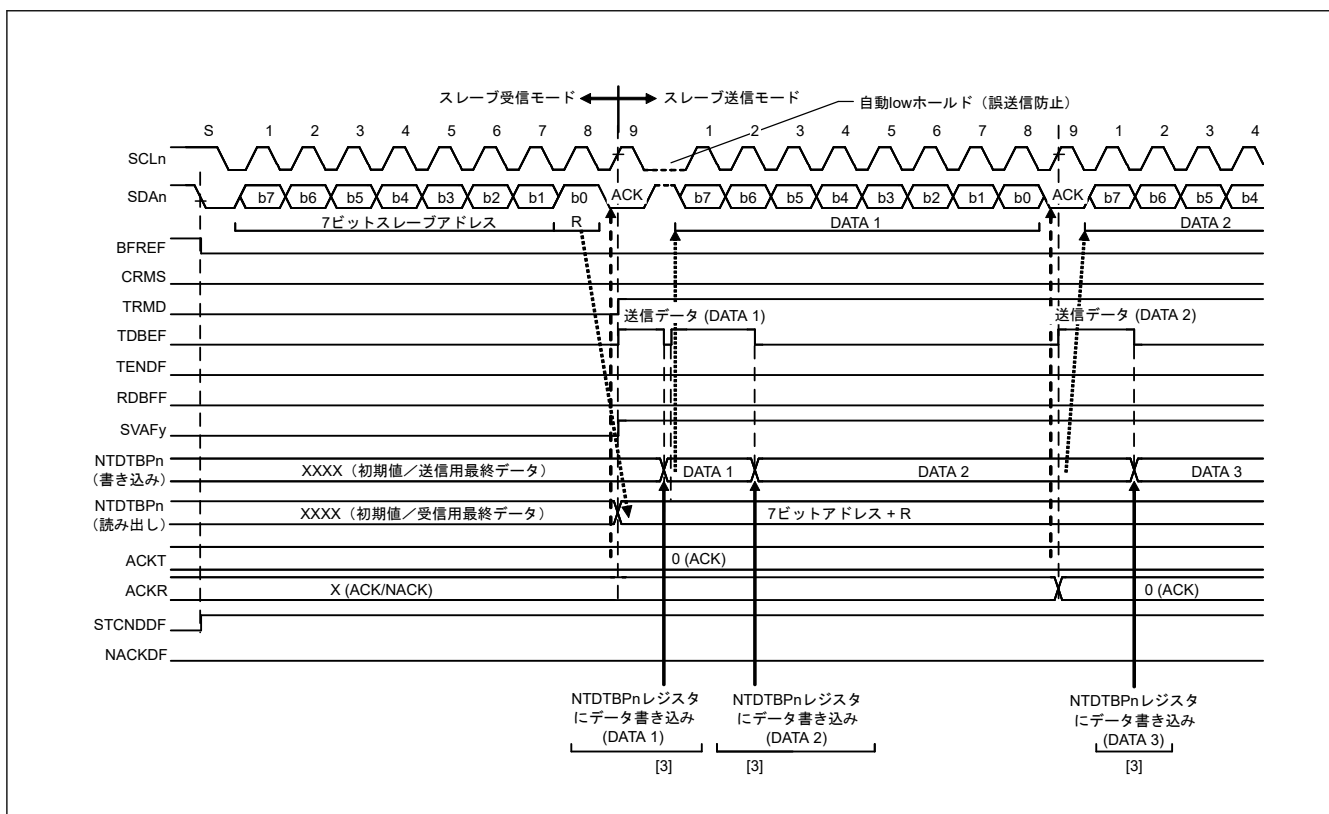 スレーブ受信モード スレーブ送信モード
自動lowホールド（誤送信防止）
S 1 2 3 4 5 6 7 8 9 1 2 3 4 5 6 7 8 9 1 2 3 4
SCLn
SDAn b7 b6 b5 b4 b3 b2 b1 b0 ACK b7 b6 b5 b4 b3 b2 b1 b0 ACK b7 b6 b5 b4
7ビットスレーブアドレス R DATA 1 DATA 2
BFREF
CRMS
TRMD
送信データ (DATA 1) 送信データ (DATA 2)
TDBEF
TENDF
RDBFF
SVAFy
NTDTBPn
（書き込み）
XXXX（初期値／送信用最終データ） DATA 1 DATA 2 DATA 3
NTDTBPn
（読み出し）
XXXX（初期値／受信用最終データ） 7ビットアドレス + R
ACKT 0 (ACK)
ACKR X (ACK/NACK) 0 (ACK)
STCNDDF
NACKDF
NTDTBPnレジスタ
にデータ書き込み
(DATA 1)
[3]
NTDTBPnレジスタ
にデータ書き込み
(DATA 2)
[3]
NTDTBPnレジスタ
にデータ書き込み
(DATA 3)
[3]